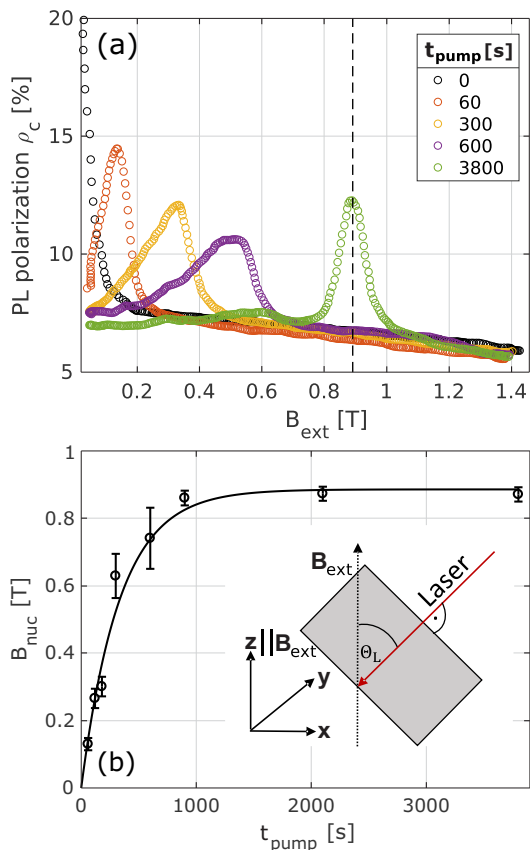 (a)
t_pump [s]
0
60
300
600
3800
PL polarization ρ_c [%]
20
15
10
5
0.2 0.4 0.6 0.8 1 1.2 1.4
B_ext [T]
(b)
B_nuc [T]
1
0.8
0.6
0.4
0.2
0
0 1000 2000 3000
t_pump [s]
B_ext
Laser
Θ_L
z||B_ext
y
x